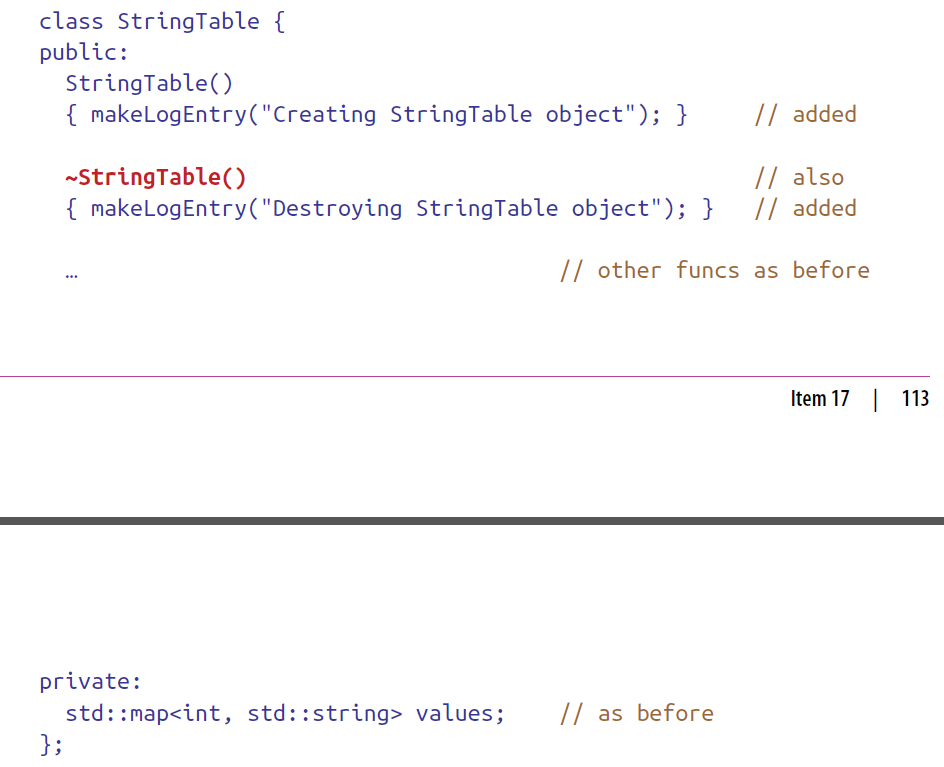 class StringTable {
public:
  StringTable()
  { makeLogEntry("Creating StringTable object"); }     // added
  ~StringTable()                                       // also
  { makeLogEntry("Destroying StringTable object"); }   // added
  …                                     // other funcs as before
Item 17 | 113
private:
  std::map<int, std::string> values;    // as before
};